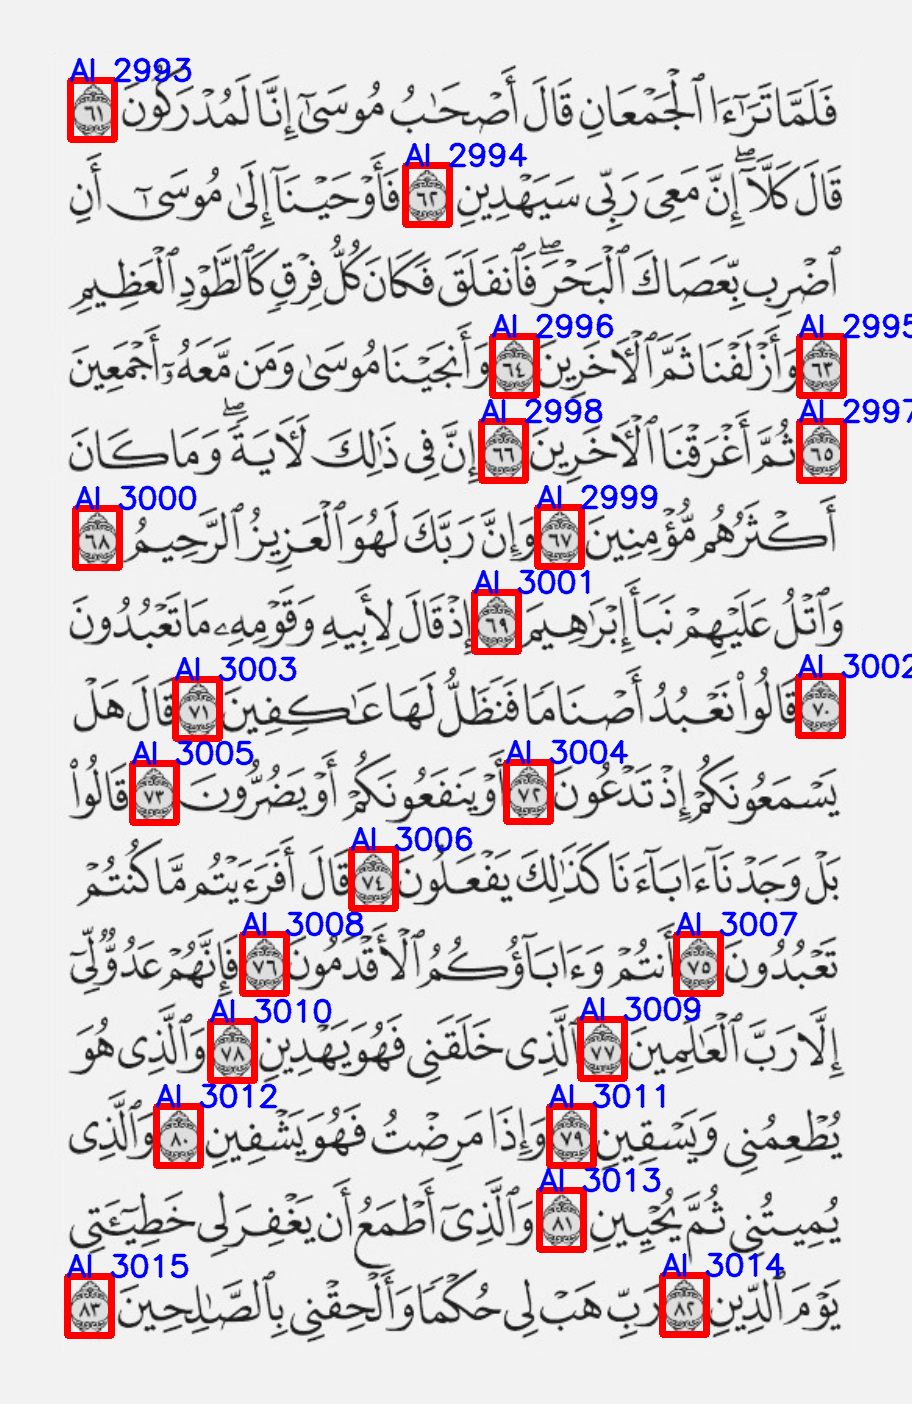 AI 2993
فَلَمَّا تَرَٰٓءَا ٱلْجَمْعَانِ قَالَ أَصْحَـٰبُ مُوسَىٰٓ إِنَّا لَمُدْرَكُونَ ٦١
AI 2994
قَالَ كَلَّآ ۖ إِنَّ مَعِىَ رَبِّى سَيَهْدِينِ ٦٢ فَأَوْحَيْنَآ إِلَىٰ مُوسَىٰٓ أَنِ
ٱضْرِب بِّعَصَاكَ ٱلْبَحْرَ ۖ فَٱنفَلَقَ فَكَانَ كُلُّ فِرْقٍ كَٱلطَّوْدِ ٱلْعَظِيمِ
AI 2995 AI 2996
٦٣ وَأَزْلَفْنَا ثَمَّ ٱلْـَٔاخَرِينَ ٦٤ وَأَنجَيْنَا مُوسَىٰ وَمَن مَّعَهُۥٓ أَجْمَعِينَ
AI 2997 AI 2998
٦٥ ثُمَّ أَغْرَقْنَا ٱلْـَٔاخَرِينَ ٦٦ إِنَّ فِى ذَٰلِكَ لَـَٔايَةً ۖ وَمَا كَانَ
AI 2999 AI 3000
أَكْثَرُهُم مُّؤْمِنِينَ ٦٧ وَإِنَّ رَبَّكَ لَهُوَ ٱلْعَزِيزُ ٱلرَّحِيمُ ٦٨
AI 3001
وَٱتْلُ عَلَيْهِمْ نَبَأَ إِبْرَٰهِيمَ ٦٩ إِذْ قَالَ لِأَبِيهِ وَقَوْمِهِۦ مَا تَعْبُدُونَ
AI 3002 AI 3003
٧٠ قَالُوا۟ نَعْبُدُ أَصْنَامًا فَنَظَلُّ لَهَا عَـٰكِفِينَ ٧١ قَالَ هَلْ
AI 3004 AI 3005
يَسْمَعُونَكُمْ إِذْ تَدْعُونَ ٧٢ أَوْ يَنفَعُونَكُمْ أَوْ يَضُرُّونَ ٧٣ قَالُوا۟
AI 3006
بَلْ وَجَدْنَآ ءَابَآءَنَا كَذَٰلِكَ يَفْعَلُونَ ٧٤ قَالَ أَفَرَءَيْتُم مَّا كُنتُمْ
AI 3007 AI 3008
تَعْبُدُونَ ٧٥ أَنتُمْ وَءَابَآؤُكُمُ ٱلْأَقْدَمُونَ ٧٦ فَإِنَّهُمْ عَدُوٌّ لِّىٓ
AI 3009 AI 3010
إِلَّا رَبَّ ٱلْعَـٰلَمِينَ ٧٧ ٱلَّذِى خَلَقَنِى فَهُوَ يَهْدِينِ ٧٨ وَٱلَّذِى هُوَ
AI 3011 AI 3012
يُطْعِمُنِى وَيَسْقِينِ ٧٩ وَإِذَا مَرِضْتُ فَهُوَ يَشْفِينِ ٨٠ وَٱلَّذِى
AI 3013
يُمِيتُنِى ثُمَّ يُحْيِينِ ٨١ وَٱلَّذِىٓ أَطْمَعُ أَن يَغْفِرَ لِى خَطِيٓـَٔتِى
AI 3014 AI 3015
يَوْمَ ٱلدِّينِ ٨٢ رَبِّ هَبْ لِى حُكْمًا وَأَلْحِقْنِى بِٱلصَّـٰلِحِينَ ٨٣